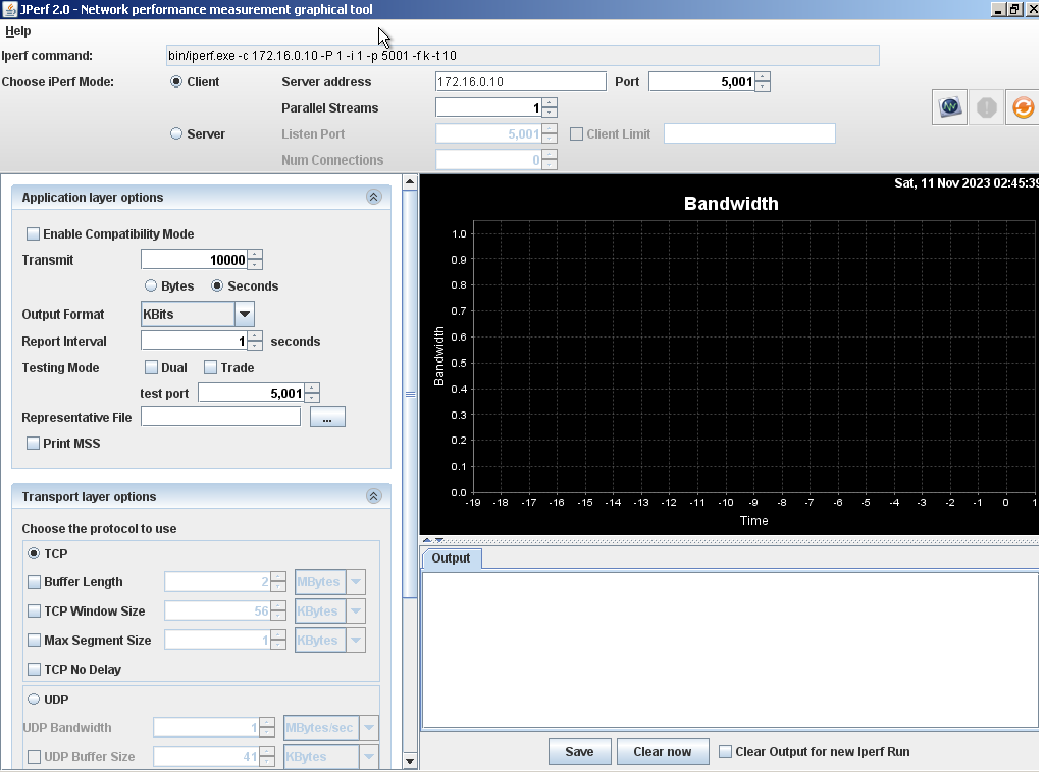 JPerf 2.0 - Network performance measurement graphical tool
Help
Iperf command: bin/iperf.exe -c 172.16.0.10 -P 1 -i 1 -p 5001 -f k -t 10
Choose iPerf Mode: Client Server address 172.16.0.10 Port 5,001
Parallel Streams 1
Server Listen Port 5,001 Client Limit
Num Connections 0
Application layer options
Enable Compatibility Mode
Transmit 10000
Bytes Seconds
Output Format KBits
Report Interval 1 seconds
Testing Mode Dual Trade
test port 5,001
Representative File ...
Print MSS
Transport layer options
Choose the protocol to use
TCP
Buffer Length 2 MBytes
TCP Window Size 56 KBytes
Max Segment Size 1 KBytes
TCP No Delay
UDP
UDP Bandwidth 1 MBytes/sec
UDP Buffer Size 41 KBytes
Sat, 11 Nov 2023 02:45:39
Bandwidth
1.0
0.9
0.8
0.7
0.6
0.5
0.4
0.3
0.2
0.1
0.0
Bandwidth
-19 -18 -17 -16 -15 -14 -13 -12 -11 -10 -9 -8 -7 -6 -5 -4 -3 -2 -1 0 1
Time
Output
Save Clear now Clear Output for new Iperf Run